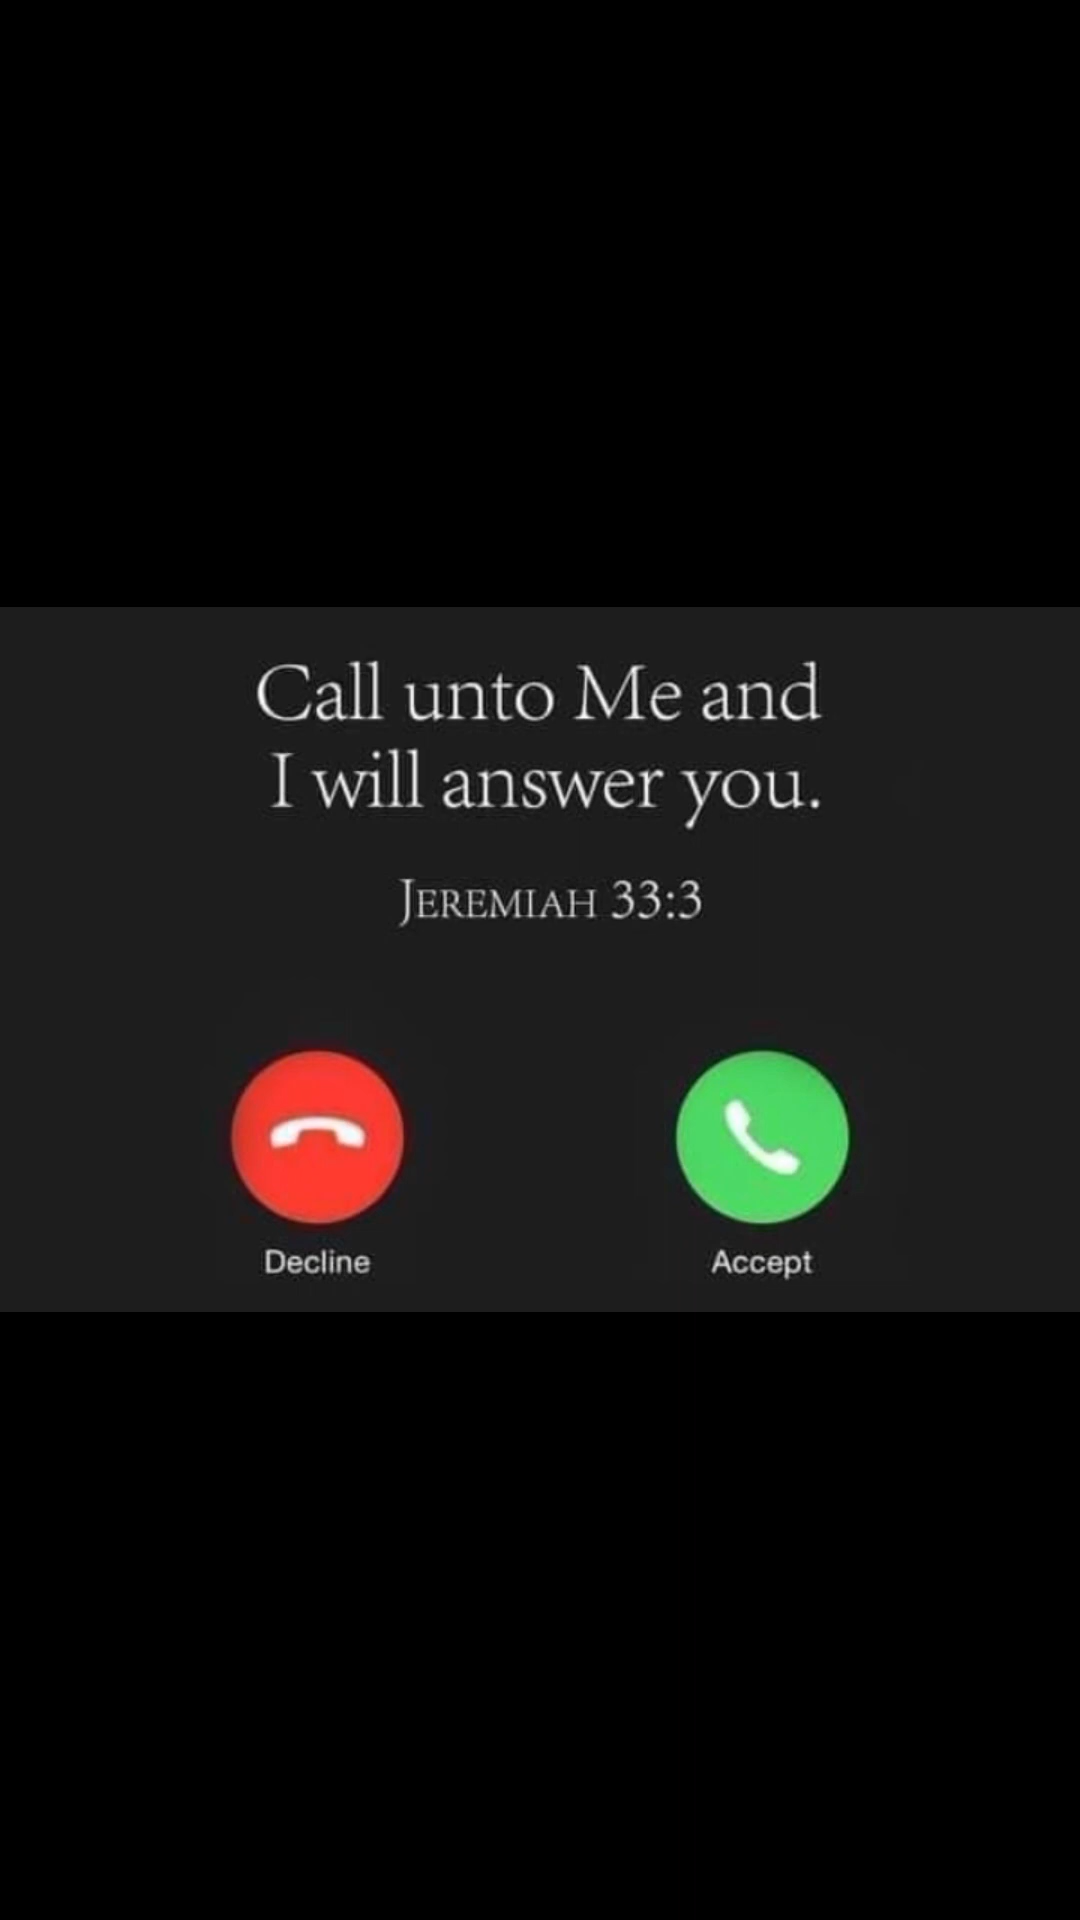 Call unto Me and
I will answer you.
JEREMIAH 33:3
Decline
Accept